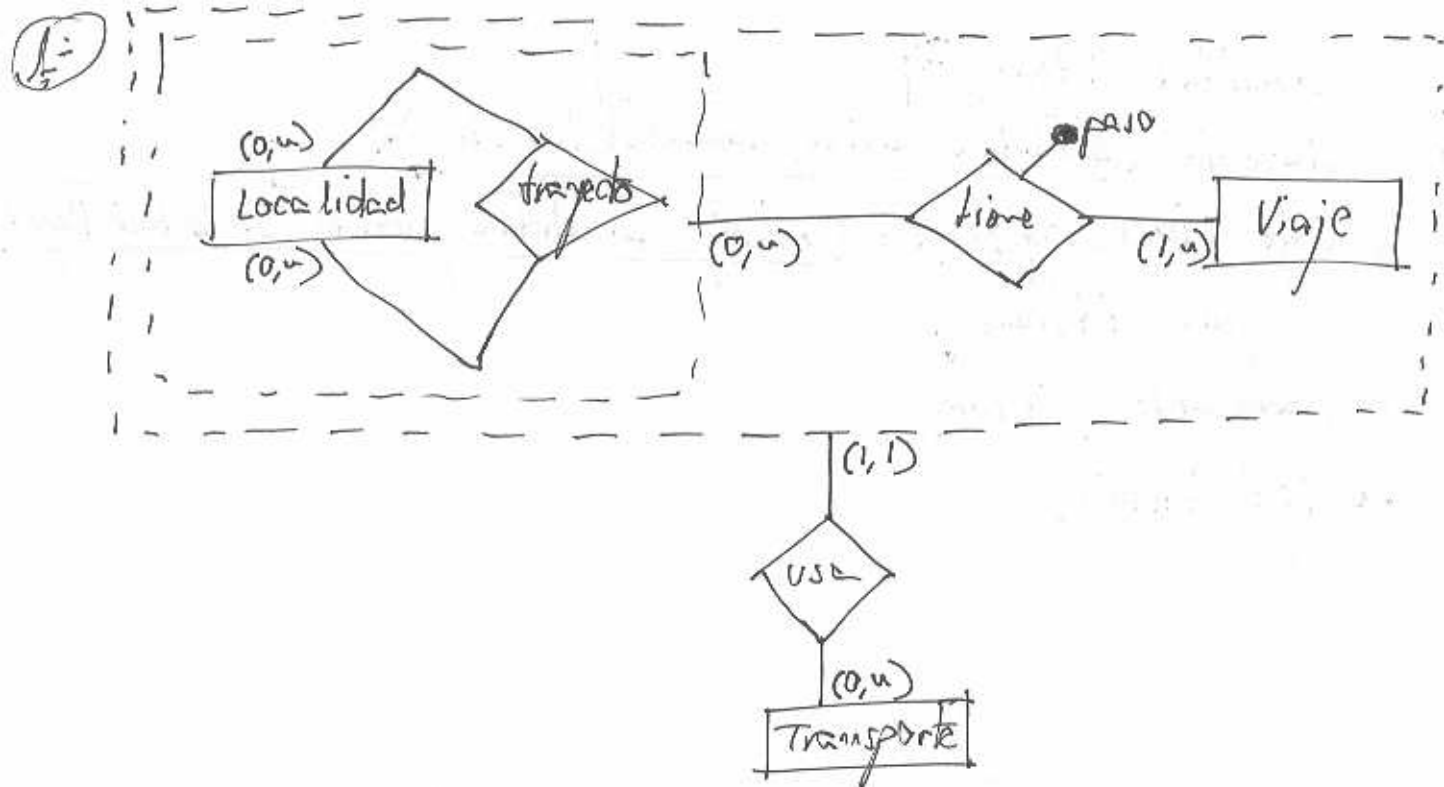 1:-
(0,n)
Localidad
(0,n)
trayecto
(0,n)
tiene
paso
(1,n)
Viaje
(1,1)
usa
(0,n)
Transporte